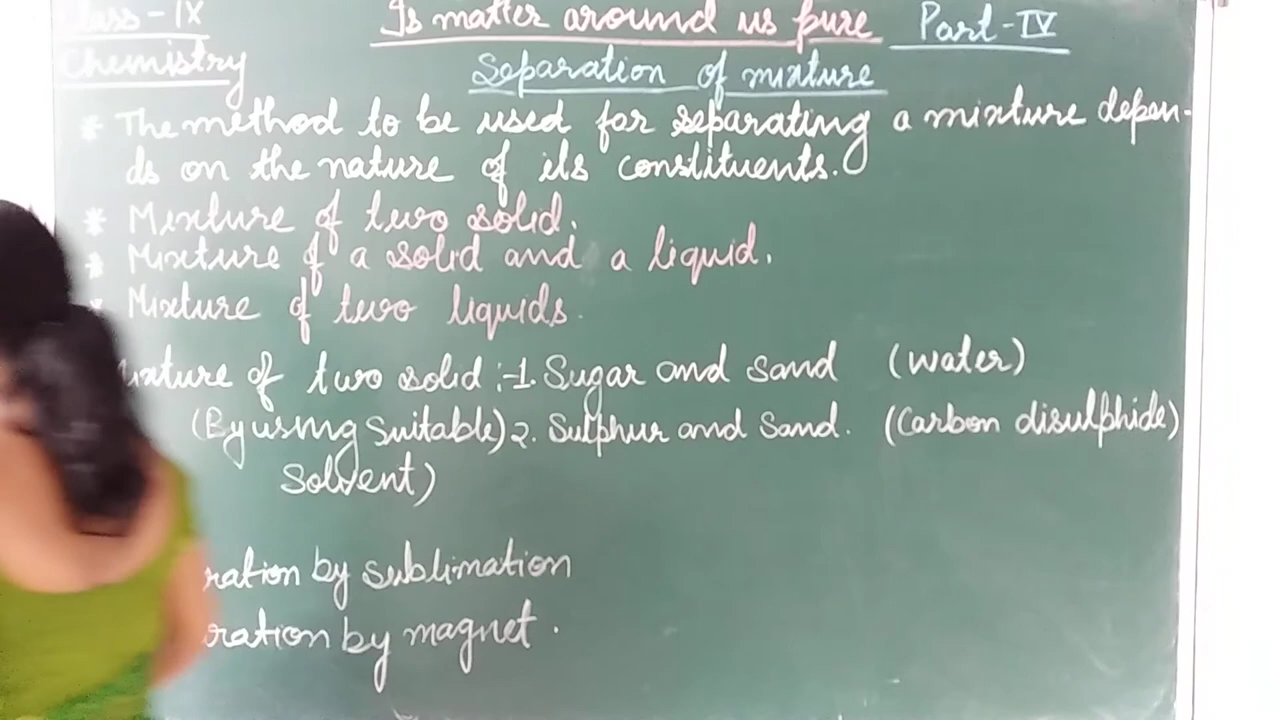 Class - IX Is matter around us pure Part - IV
Chemistry Separation of mixture
* The method to be used for separating a mixture depen-
ds on the nature of its constituents.
* Mixture of two solid.
* Mixture of a solid and a liquid.
* Mixture of two liquids.
Mixture of two solid :-1. Sugar and Sand (water)
(By using Suitable) 2. Sulphur and Sand. (Carbon disulphide)
Solvent)
ration by sublimation
ration by magnet.